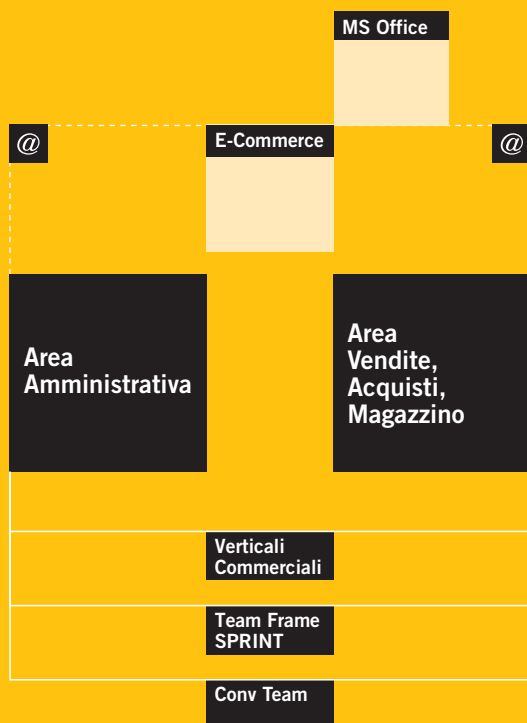 MS Office
@
E-Commerce
@
Area
Amministrativa
Area
Vendite,
Acquisti,
Magazzino
Verticali
Commerciali
Team Frame
SPRINT
Conv Team